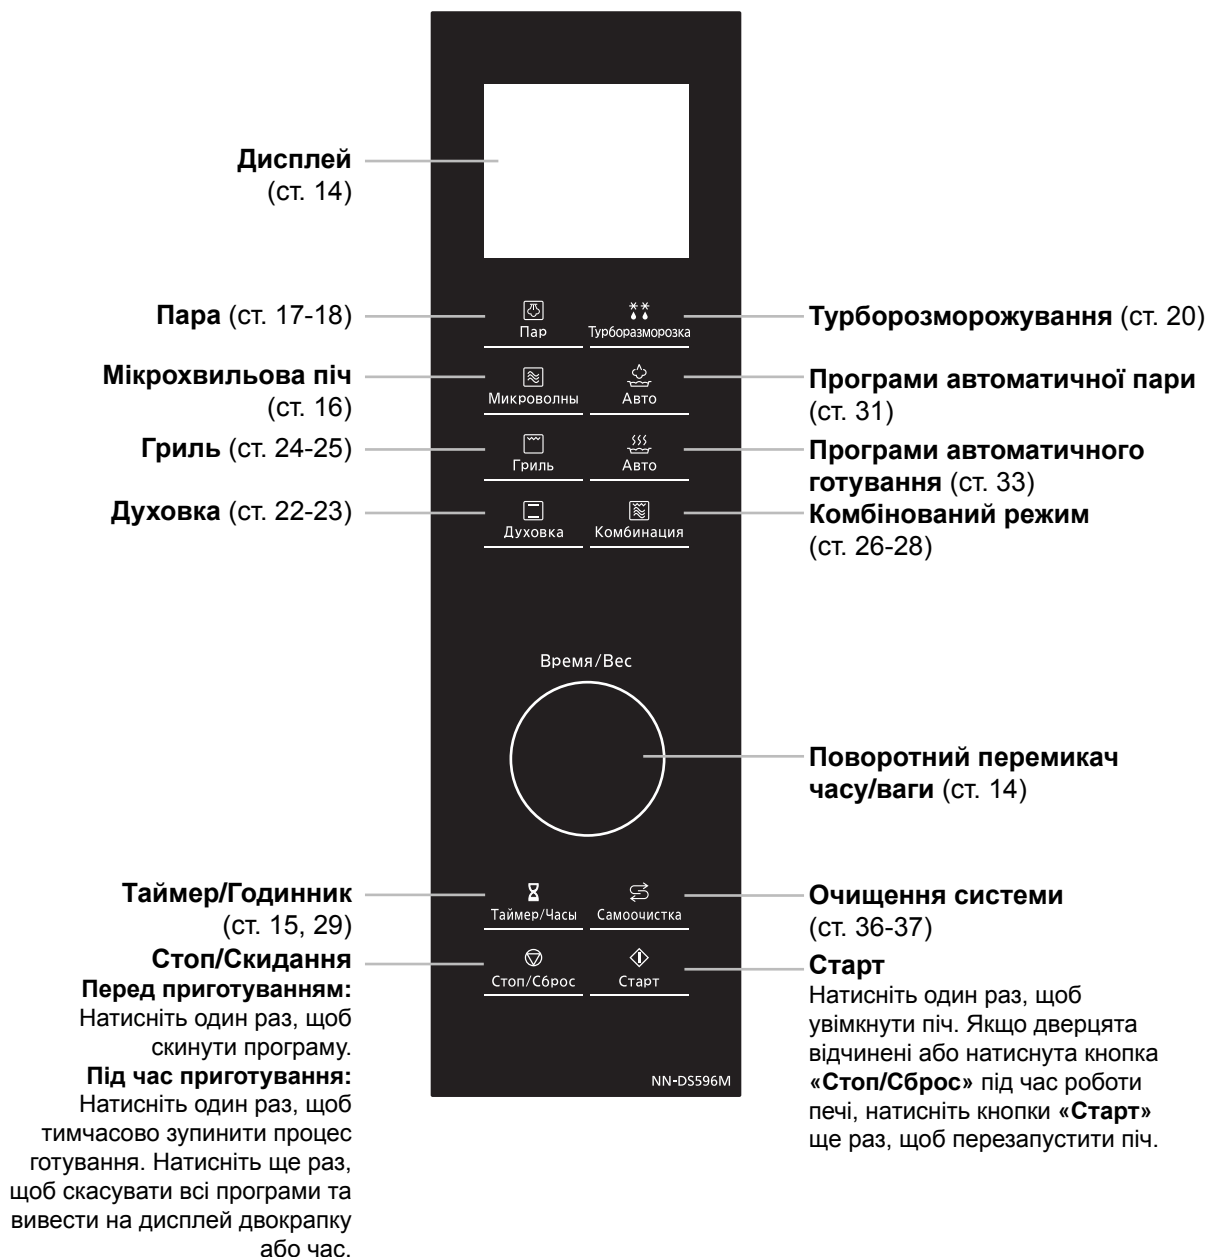 Дисплей
(ст. 14)
Пара (ст. 17-18)
Мікрохвильова піч
(ст. 16)
Гриль (ст. 24-25)
Духовка (ст. 22-23)
Пар
Турборазморозка
Микроволны
Авто
Гриль
Авто
Духовка
Комбинация
Турборозморожування (ст. 20)
Програми автоматичної пари
(ст. 31)
Програми автоматичного
готування (ст. 33)
Комбінований режим
(ст. 26-28)
Время/Вес
Поворотний перемикач
часу/ваги (ст. 14)
Таймер/Годинник
(ст. 15, 29)
Стоп/Скидання
Перед приготуванням:
Натисніть один раз, щоб
скинути програму.
Під час приготування:
Натисніть один раз, щоб
тимчасово зупинити процес
готування. Натисніть ще раз,
щоб скасувати всі програми та
вивести на дисплей двокрапку
або час.
Таймер/Часы
Самоочистка
Стоп/Сброс
Старт
NN-DS596M
Очищення системи
(ст. 36-37)
Старт
Натисніть один раз, щоб
увімкнути піч. Якщо дверцята
відчинені або натиснута кнопка
«Стоп/Сброс» під час роботи
печі, натисніть кнопки «Старт»
ще раз, щоб перезапустити піч.